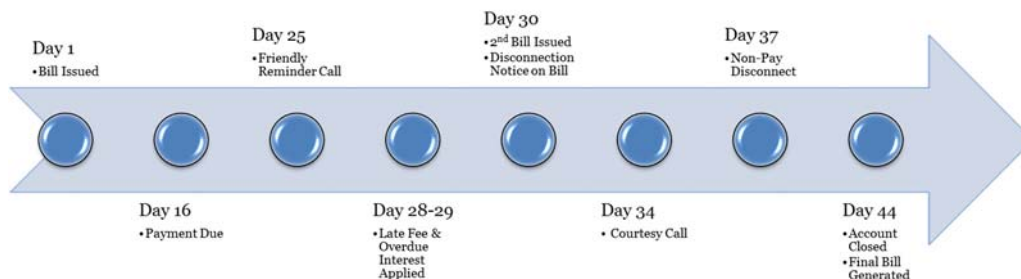 Day 1
•Bill Issued
Day 16
•Payment Due
Day 25
•Friendly
Reminder Call
Day 28-29
•Late Fee &
Overdue
Interest
Applied
Day 30
•2nd Bill Issued
•Disconnection
Notice on Bill
Day 34
• Courtesy Call
Day 37
•Non-Pay
Disconnect
Day 44
•Account
Closed
•Final Bill
Generated